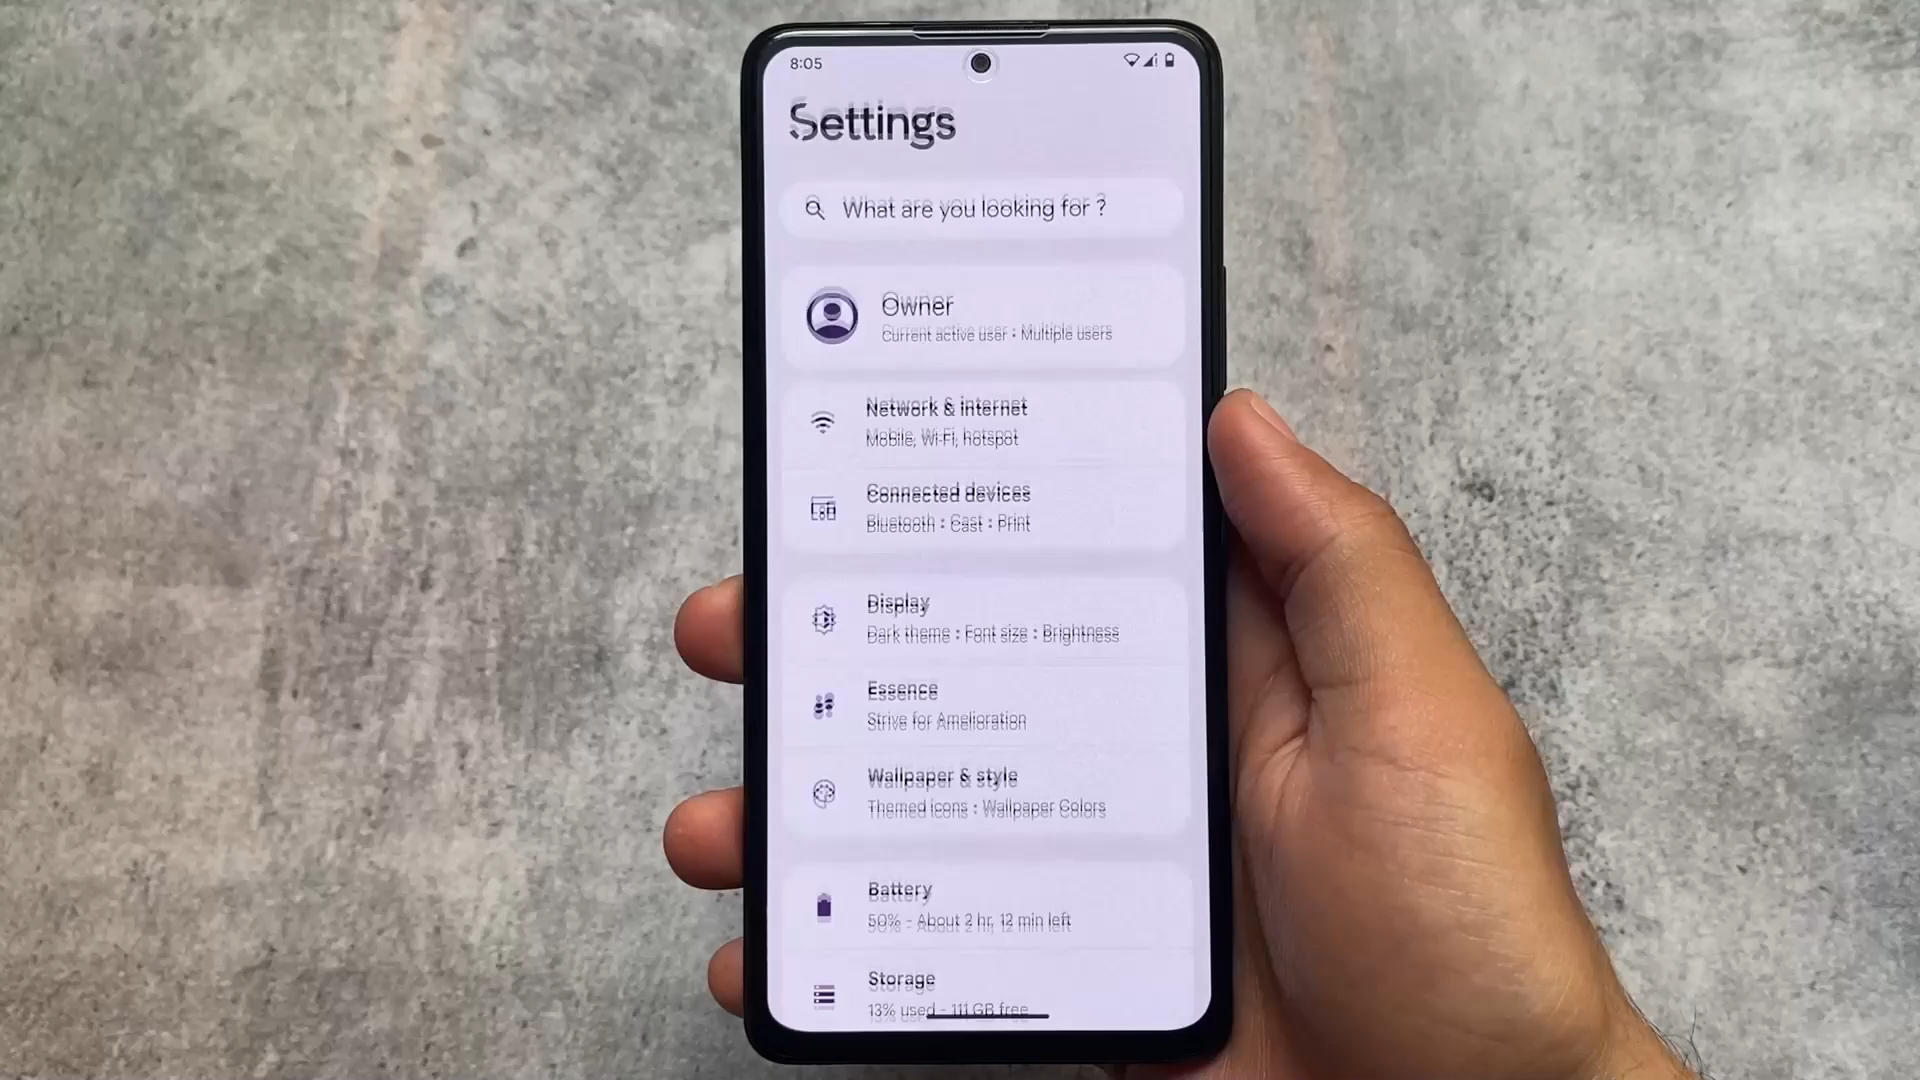 8:05
Settings
What are you looking for ?
Owner
Current active user • Multiple users
Network & internet
Mobile, Wi-Fi, hotspot
Connected devices
Bluetooth • Cast • Print
Display
Dark theme • Font size • Brightness
Essence
Strive for Amelioration
Wallpaper & style
Themed icons • Wallpaper Colors
Battery
50% - About 2 hr, 12 min left
Storage
13% used - 111 GB free